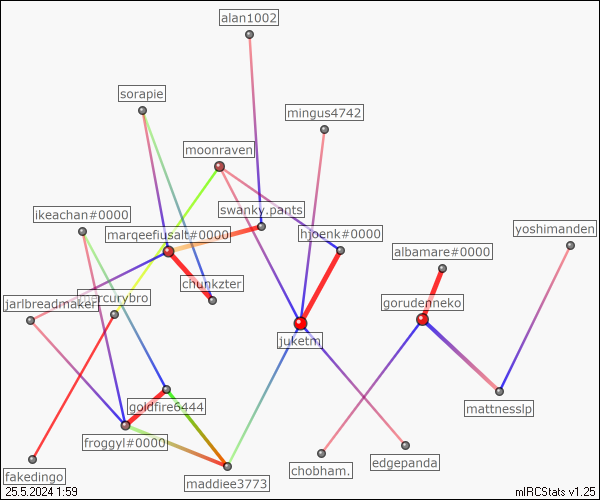 alan1002
sorapie
mingus4742
moonraven
ikeachan#0000
swanky.pants
marqeefusalt#0000
hjoenk#0000
yoshimanden
albamare#0000
chunkzter
jarlbreadmaker
mercurybro
gorudenneko
juketm
goldfire6444
mattnesslp
froggyl#0000
edgepanda
chobham.
fakedingo
maddiee3773
25.5.2024 1:59
mIRCStats v1.25